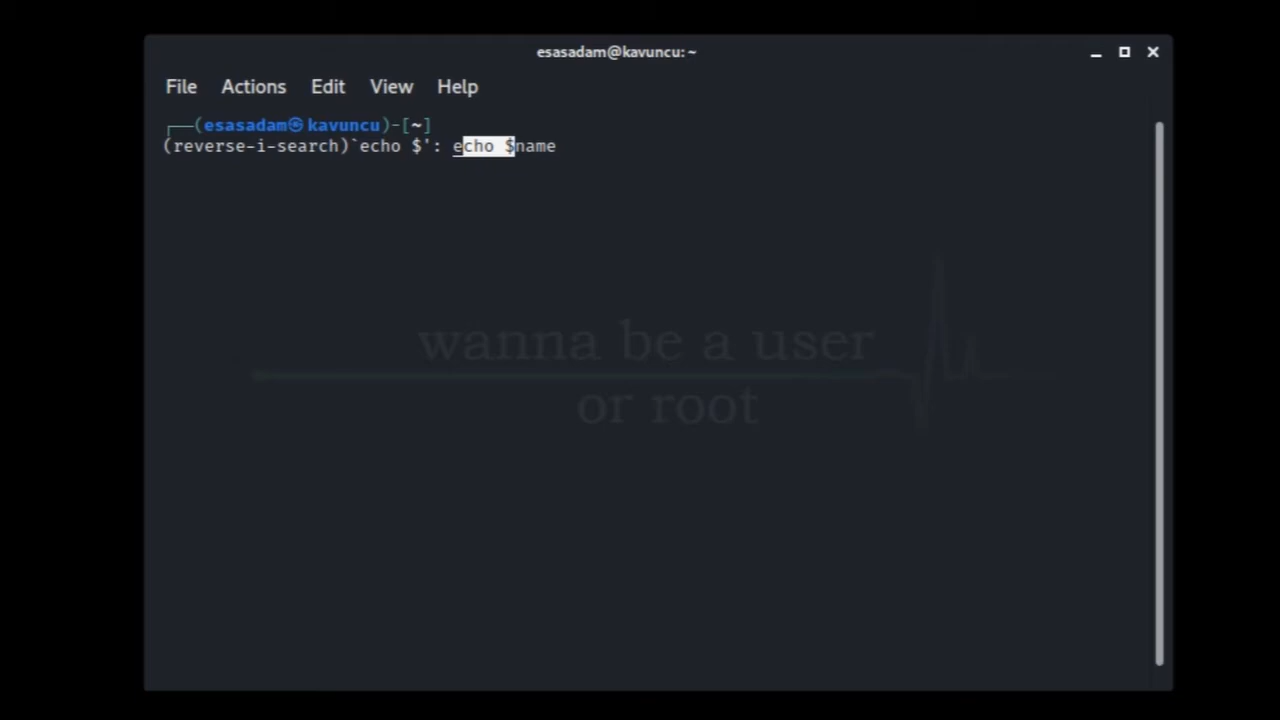 esasadam@kavuncu: ~
File Actions Edit View Help
┌──(esasadam㉿kavuncu)-[~]
(reverse-i-search)`echo $': echo $name
wanna be a user
or root